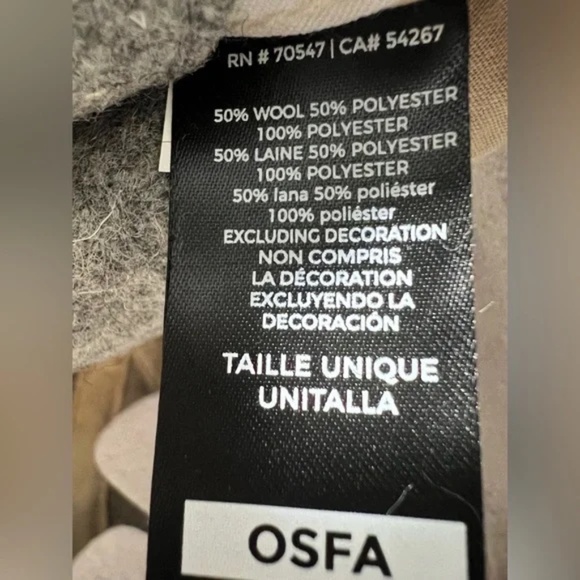 RN # 70547 | CA# 54267
50% WOOL 50% POLYESTER
100% POLYESTER
50% LAINE 50% POLYESTER
100% POLYESTER
50% lana 50% poliéster
100% poliéster
EXCLUDING DECORATION
NON COMPRIS
LA DÉCORATION
EXCLUYENDO LA
DECORACIÓN
TAILLE UNIQUE
UNITALLA
OSFA